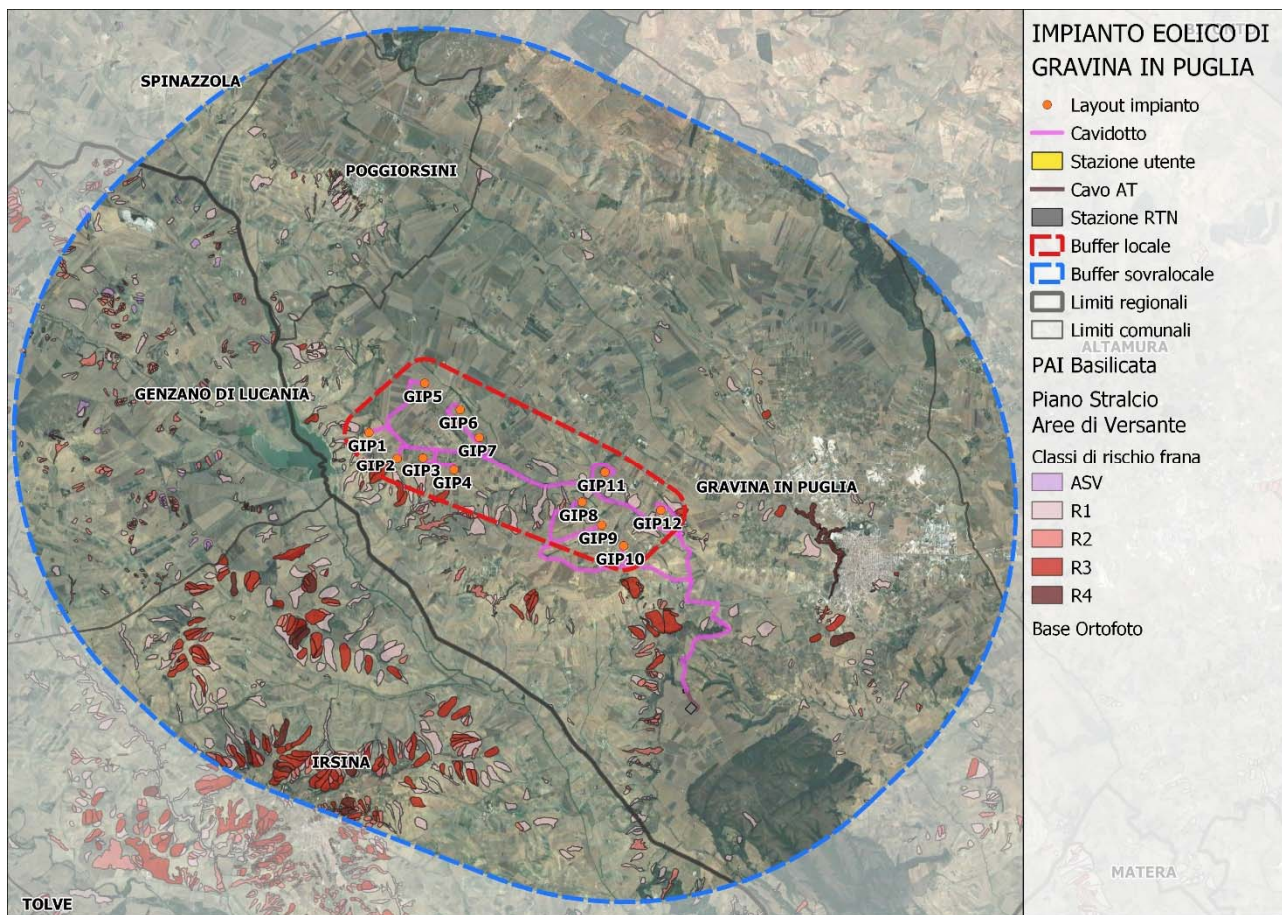 SPINAZZOLA
POGGIORSINI
GENZANO DI LUCANIA
GIP5
GIP6
GIP1
GIP7
GIP2
GIP3
GIP4
GIP11
GRAVINA IN PUGLIA
GIP8
GIP12
GIP9
GIP10
IRSINA
TOLVE
IMPIANTO EOLICO DI
GRAVINA IN PUGLIA
BITONTO
Layout impianto
Cavidotto
Stazione utente
Cavo AT
Stazione RTN
Buffer locale
Buffer sovralocale
Limiti regionali
Limiti comunali
ALTAMURA
PAI Basilicata
Piano Stralcio
Aree di Versante
Classi di rischio frana
ASV
R1
R2
R3
R4
Base Ortofoto
MATERA